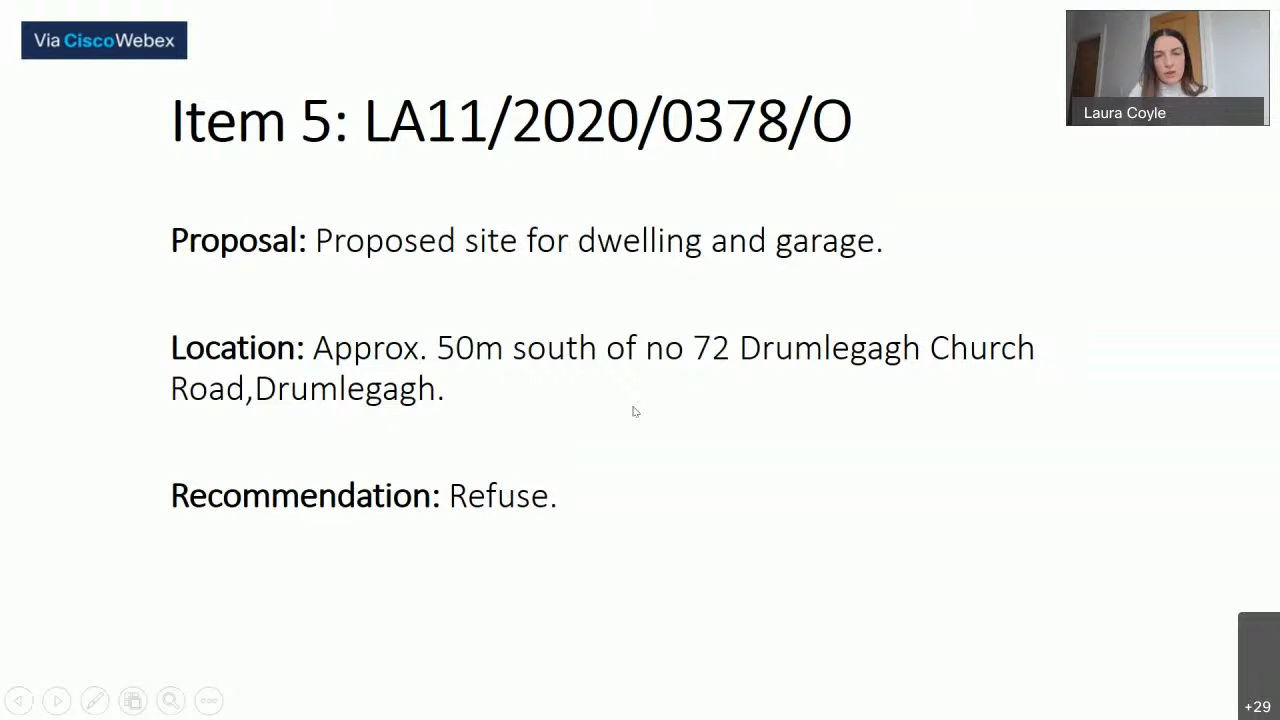 Via CiscoWebex
Laura Coyle
Item 5: LA11/2020/0378/O
Proposal: Proposed site for dwelling and garage.
Location: Approx. 50m south of no 72 Drumlegagh Church
Road,Drumlegagh.
Recommendation: Refuse.
+29